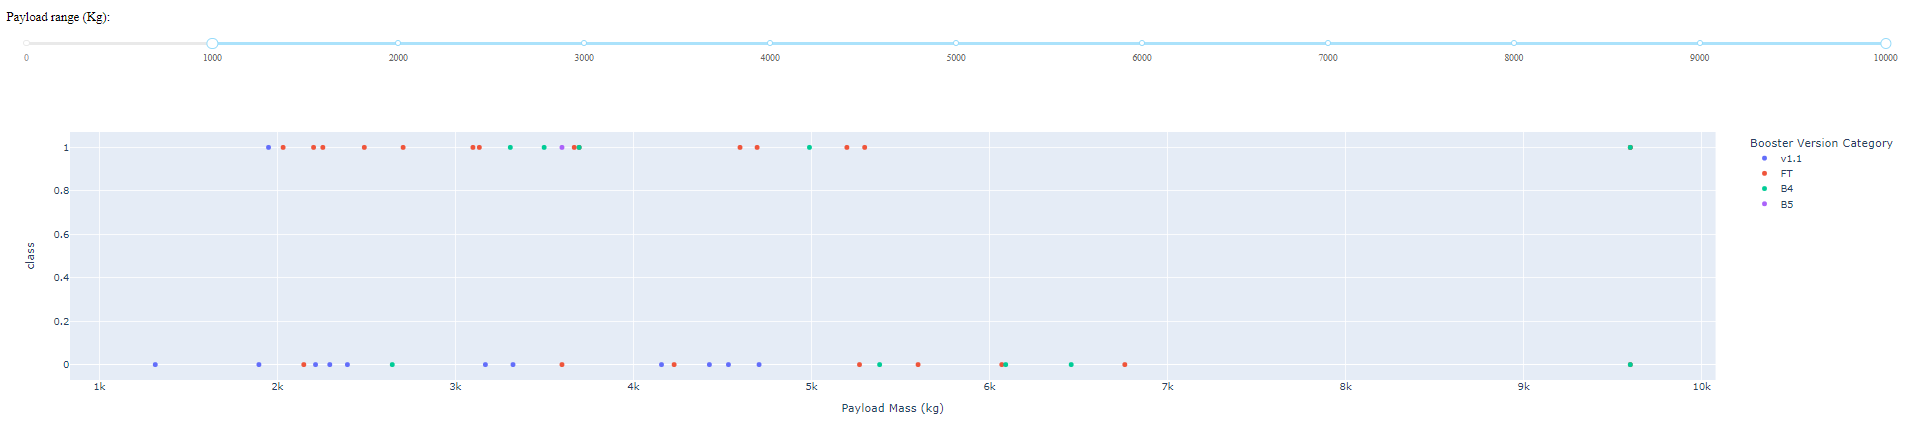 Payload range (Kg):
0 1000 2000 3000 4000 5000 6000 7000 8000 9000 10000
Booster Version Category
v1.1
FT
B4
B5
1
0.8
0.6
0.4
0.2
0
class
1k 2k 3k 4k 5k 6k 7k 8k 9k 10k
Payload Mass (kg)